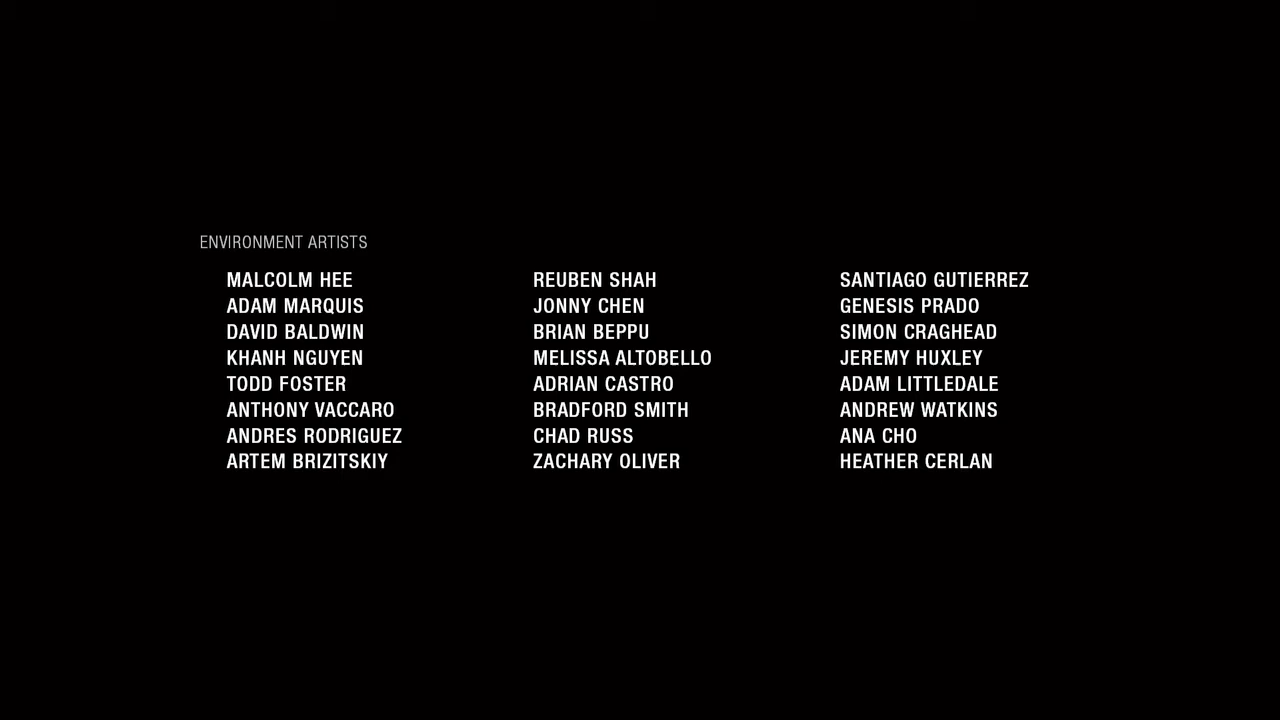 ENVIRONMENT ARTISTS
MALCOLM HEE
ADAM MARQUIS
DAVID BALDWIN
KHANH NGUYEN
TODD FOSTER
ANTHONY VACCARO
ANDRES RODRIGUEZ
ARTEM BRIZITSKIY
REUBEN SHAH
JONNY CHEN
BRIAN BEPPU
MELISSA ALTOBELLO
ADRIAN CASTRO
BRADFORD SMITH
CHAD RUSS
ZACHARY OLIVER
SANTIAGO GUTIERREZ
GENESIS PRADO
SIMON CRAGHEAD
JEREMY HUXLEY
ADAM LITTLEDALE
ANDREW WATKINS
ANA CHO
HEATHER CERLAN